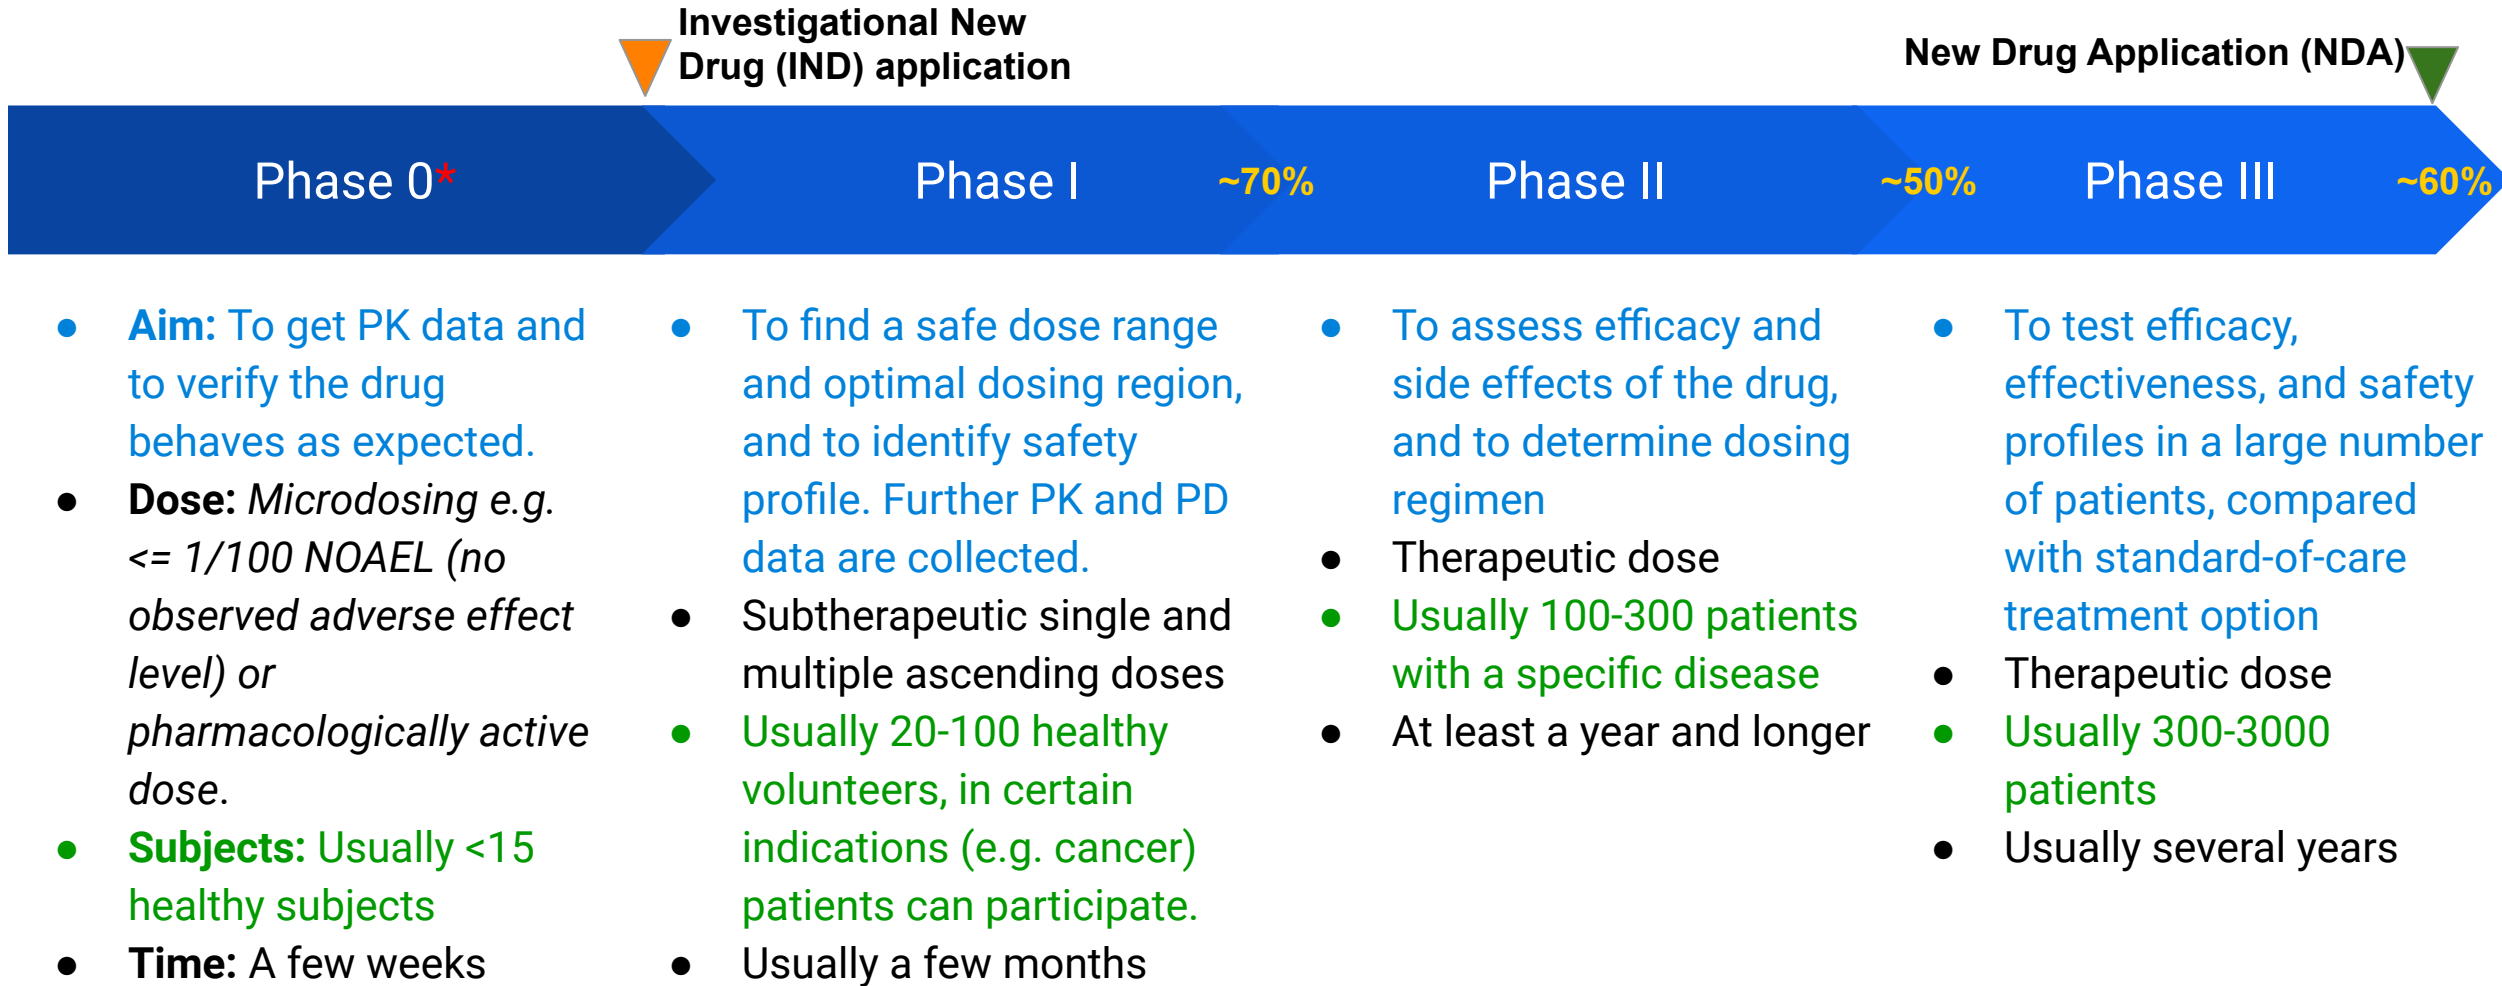 Investigational New
Drug (IND) application
New Drug Application (NDA)
Phase 0*
Phase I
~70%
Phase II
~50%
Phase III
~60%
● Aim: To get PK data and
to verify the drug
behaves as expected.
● Dose: Microdosing e.g.
<= 1/100 NOAEL (no
observed adverse effect
level) or
pharmacologically active
dose.
● Subjects: Usually <15
healthy subjects
● Time: A few weeks
● To find a safe dose range
and optimal dosing region,
and to identify safety
profile. Further PK and PD
data are collected.
● Subtherapeutic single and
multiple ascending doses
● Usually 20-100 healthy
volunteers, in certain
indications (e.g. cancer)
patients can participate.
● Usually a few months
● To assess efficacy and
side effects of the drug,
and to determine dosing
regimen
● Therapeutic dose
● Usually 100-300 patients
with a specific disease
● At least a year and longer
● To test efficacy,
effectiveness, and safety
profiles in a large number
of patients, compared
with standard-of-care
treatment option
● Therapeutic dose
● Usually 300-3000
patients
● Usually several years